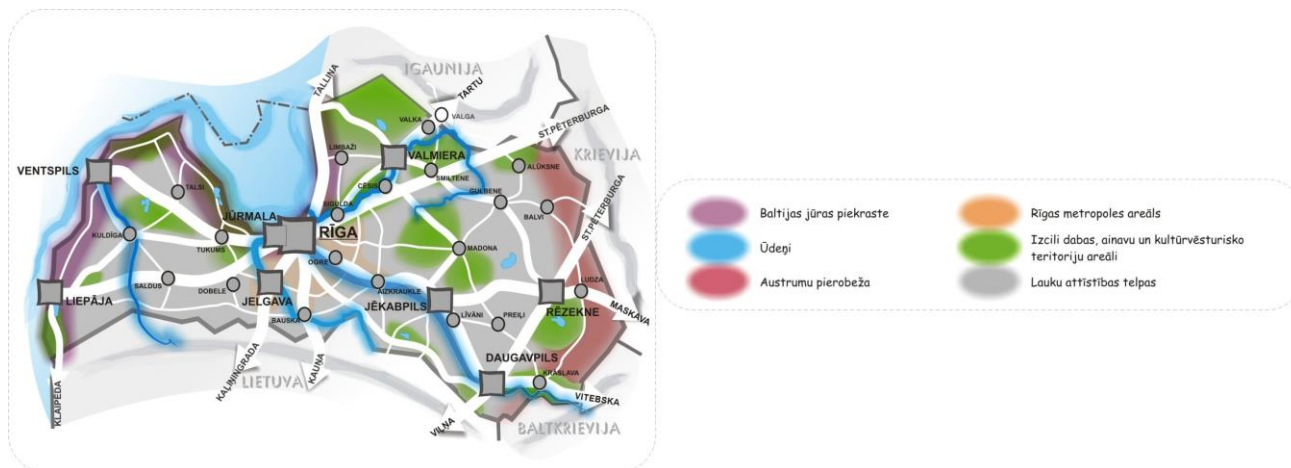 IGAUNIJA
TALLINA
TARTU
VALKA
VALGA
ST.PĒTERBURGA
KRIEVIJA
LIMBAŽI
VALMIERA
VENTSPILS
ALŪKSNE
SMILTENE
CĒSIS
TALSI
GULBENE
ST.PĒTERBURGA
SIGULDA
BALVI
JŪRMALA
RĪGA
KULDĪGA
TUKUMS
MADONA
OGRE
SALDUS
DOBELE
AIZKRAUKLE
LUDZA
LIEPĀJA
JELGAVA
JĒKABPILS
RĒZEKNE
MASKAVA
BAUSKA
LĪVĀNI
PREIĻI
DAUGAVPILS
KRĀSLAVA
KAĻIŅINGRADA
LIETUVA
KAUNA
VITEBSKA
KLAIPĒDA
VIĻŅA
BALTKRIEVIJA
Baltijas jūras piekraste
Ūdeņi
Austrumu pierobeža
Rīgas metropoles areāls
Izcili dabas, ainavu un kultūrvēsturisko
teritoriju areāli
Lauku attīstības telpas